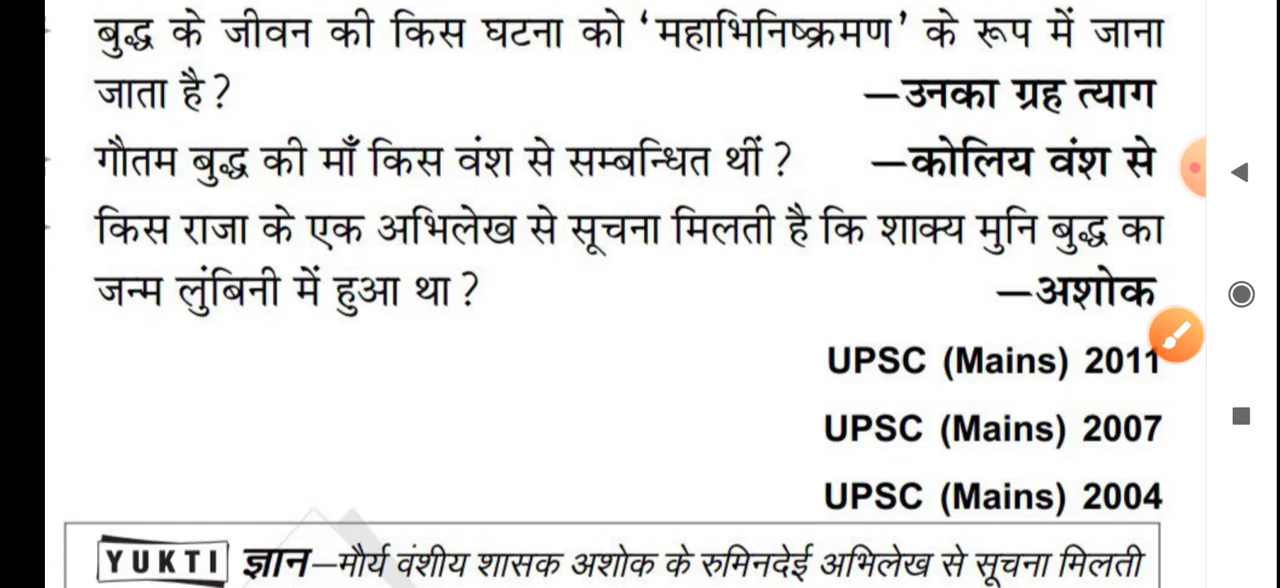 बुद्ध के जीवन की किस घटना को ‘महाभिनिष्क्रमण’ के रूप में जाना
जाता है? —उनका ग्रह त्याग
गौतम बुद्ध की माँ किस वंश से सम्बन्धित थीं? —कोलिय वंश से
किस राजा के एक अभिलेख से सूचना मिलती है कि शाक्य मुनि बुद्ध का
जन्म लुंबिनी में हुआ था? —अशोक
UPSC (Mains) 2011
UPSC (Mains) 2007
UPSC (Mains) 2004
YUKTI ज्ञान—मौर्य वंशीय शासक अशोक के रुमिनदेई अभिलेख से सूचना मिलती